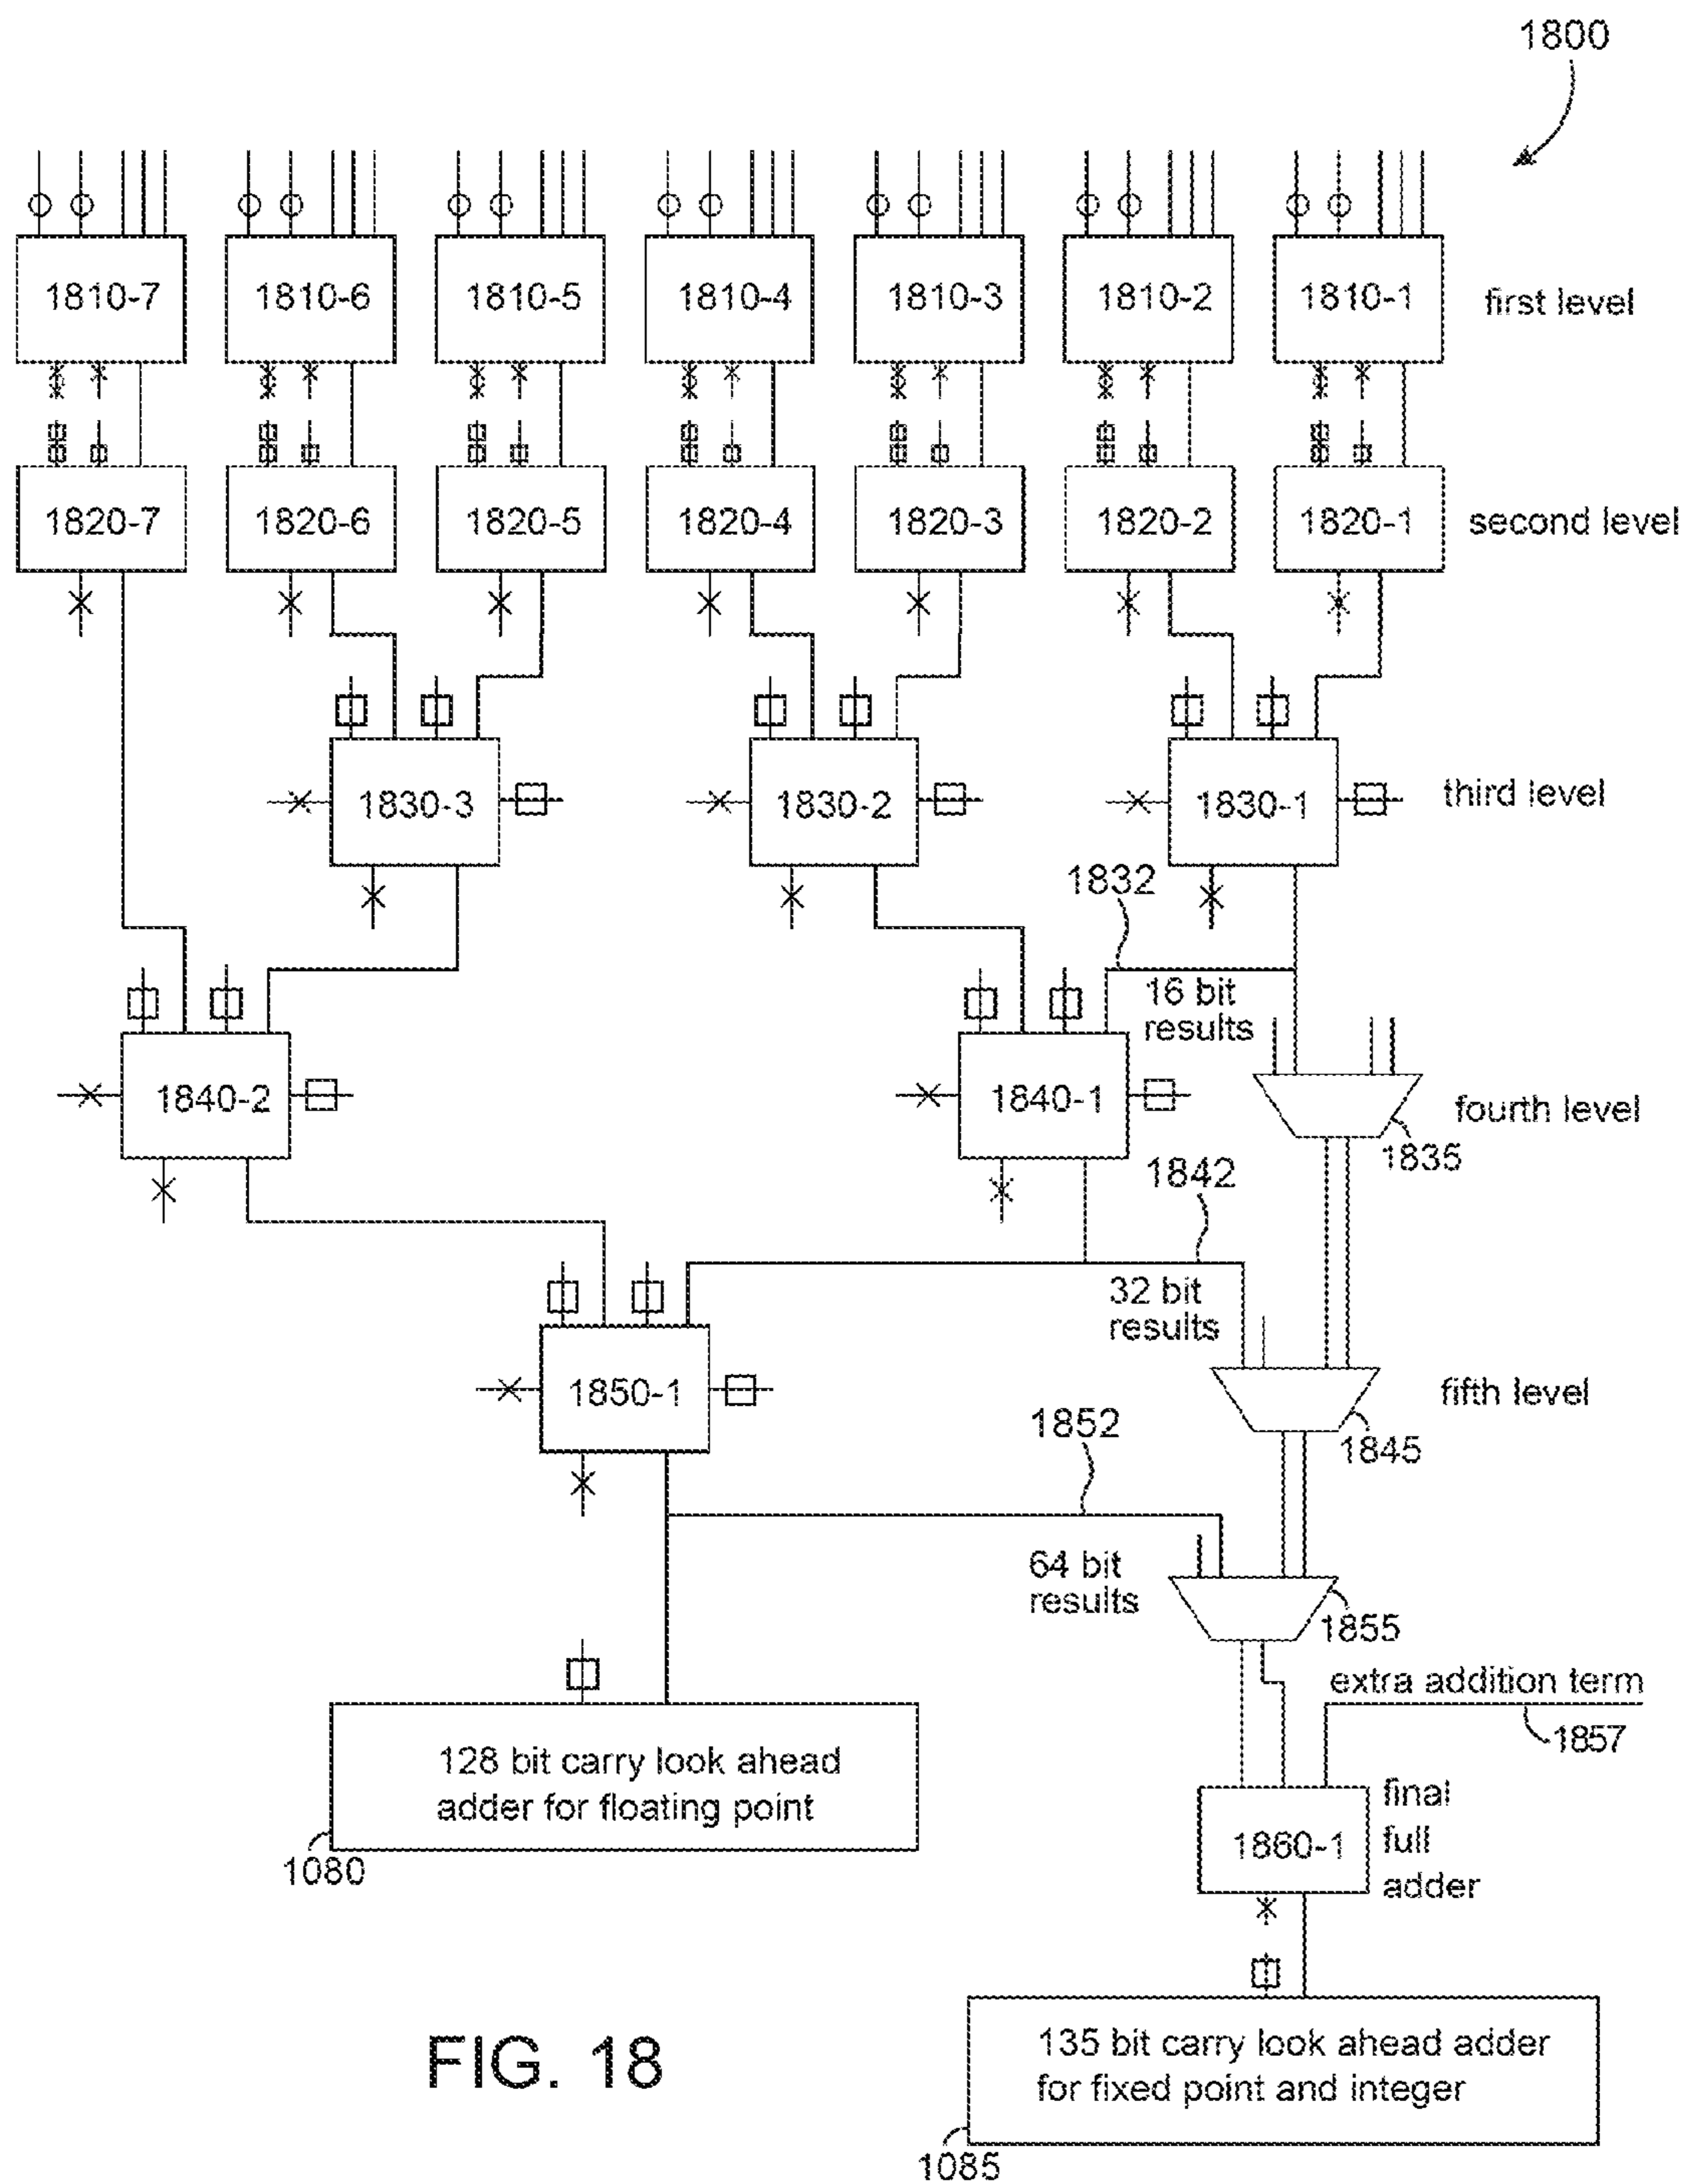 1800
1810-7 1810-6 1810-5 1810-4 1810-3 1810-2 1810-1 first level
1820-7 1820-6 1820-5 1820-4 1820-3 1820-2 1820-1 second level
1830-3 1830-2 1830-1 third level
1832
16 bit
results
1840-2 1840-1 fourth level
1835
1842
32 bit
results
1850-1 fifth level
1845
1852
64 bit
results
1855
extra addition term
1857
128 bit carry look ahead
adder for floating point
1080
1860-1
final
full
adder
135 bit carry look ahead adder
for fixed point and integer
1085
FIG. 18